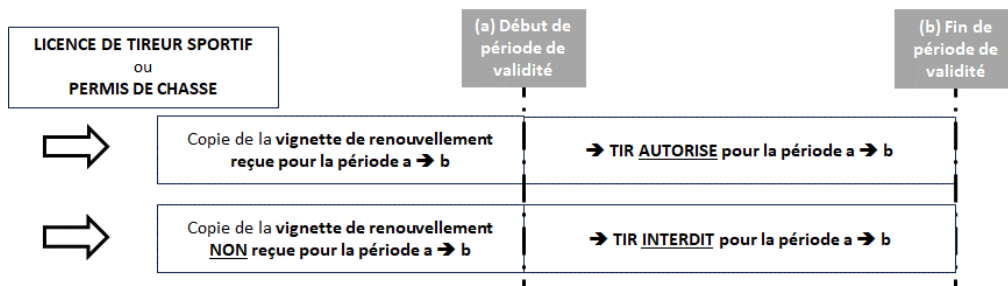 LICENCE DE TIREUR SPORTIF
ou
PERMIS DE CHASSE
(a) Début de
période de
validité
(b) Fin de
période de
validité
Copie de la vignette de renouvellement
reçue pour la période a ➔ b
➔ TIR AUTORISE pour la période a ➔ b
Copie de la vignette de renouvellement
NON reçue pour la période a ➔ b
➔ TIR INTERDIT pour la période a ➔ b